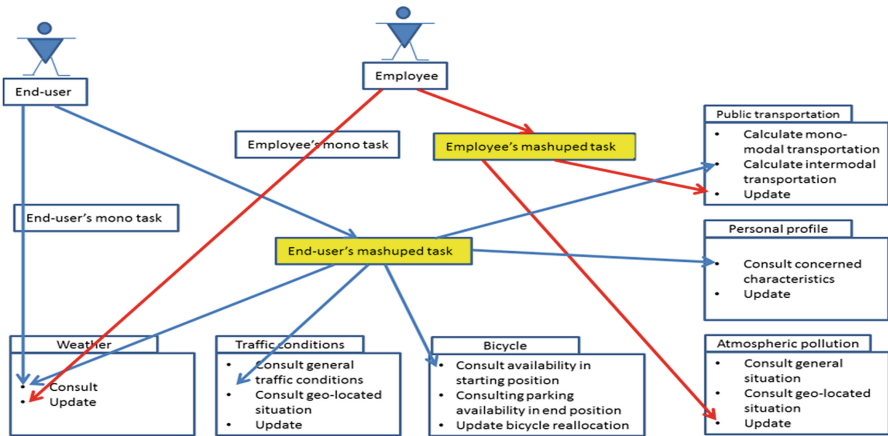 End-user
Employee
Public transportation
• Calculate mono-
modal transportation
• Calculate intermodal
transportation
• Update
Employee's mono task
Employee's mashuped task
End-user's mono task
End-user's mashuped task
Personal profile
• Consult concerned
characteristics
• Update
Weather
• Consult
• Update
Traffic conditions
• Consult general
traffic conditions
• Consult geo-located
situation
• Update
Bicycle
• Consult availability in
starting position
• Consulting parking
availability in end position
• Update bicycle reallocation
Atmospheric pollution
• Consult general
situation
• Consult geo-located
situation
• Update